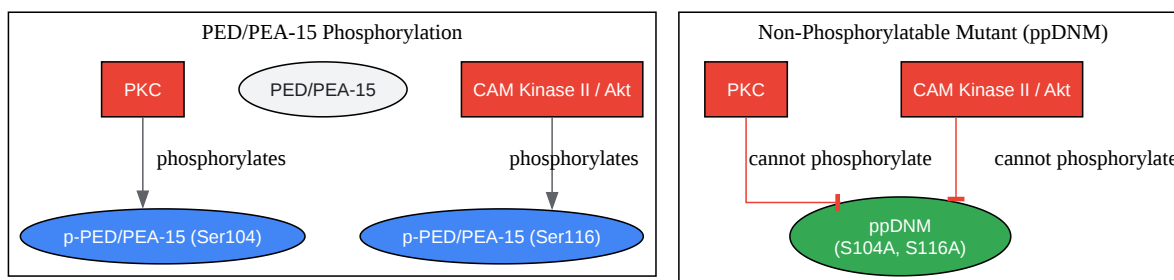 PED/PEA-15 Phosphorylation
PKC
PED/PEA-15
CAM Kinase II / Akt
phosphorylates
phosphorylates
p-PED/PEA-15 (Ser104)
p-PED/PEA-15 (Ser116)
Non-Phosphorylatable Mutant (ppDNM)
PKC
CAM Kinase II / Akt
cannot phosphorylate
cannot phosphorylate
ppDNM
(S104A, S116A)